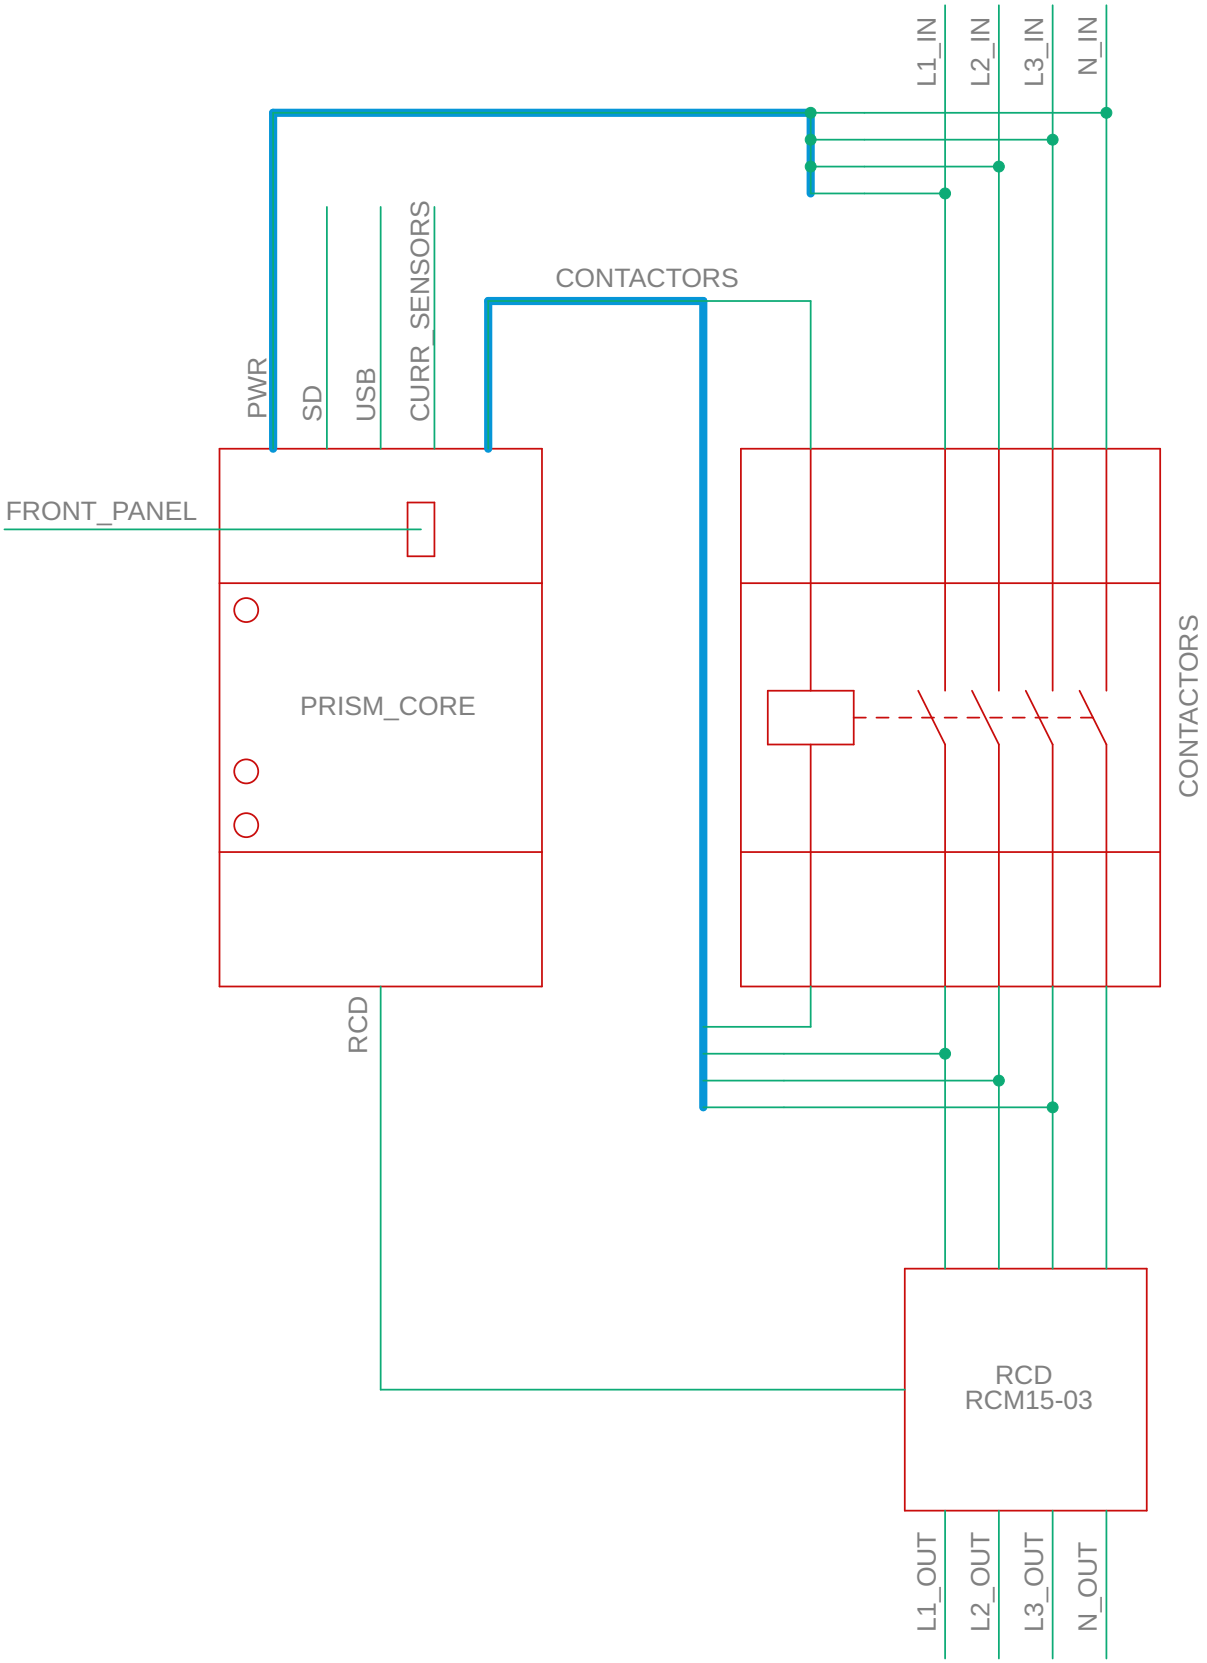 L1_IN
L2_IN
L3_IN
N_IN
CONTACTORS
PWR
SD
USB
CURR_SENSORS
FRONT_PANEL
PRISM_CORE
CONTACTORS
RCD
RCD
RCM15-03
L1_OUT
L2_OUT
L3_OUT
N_OUT